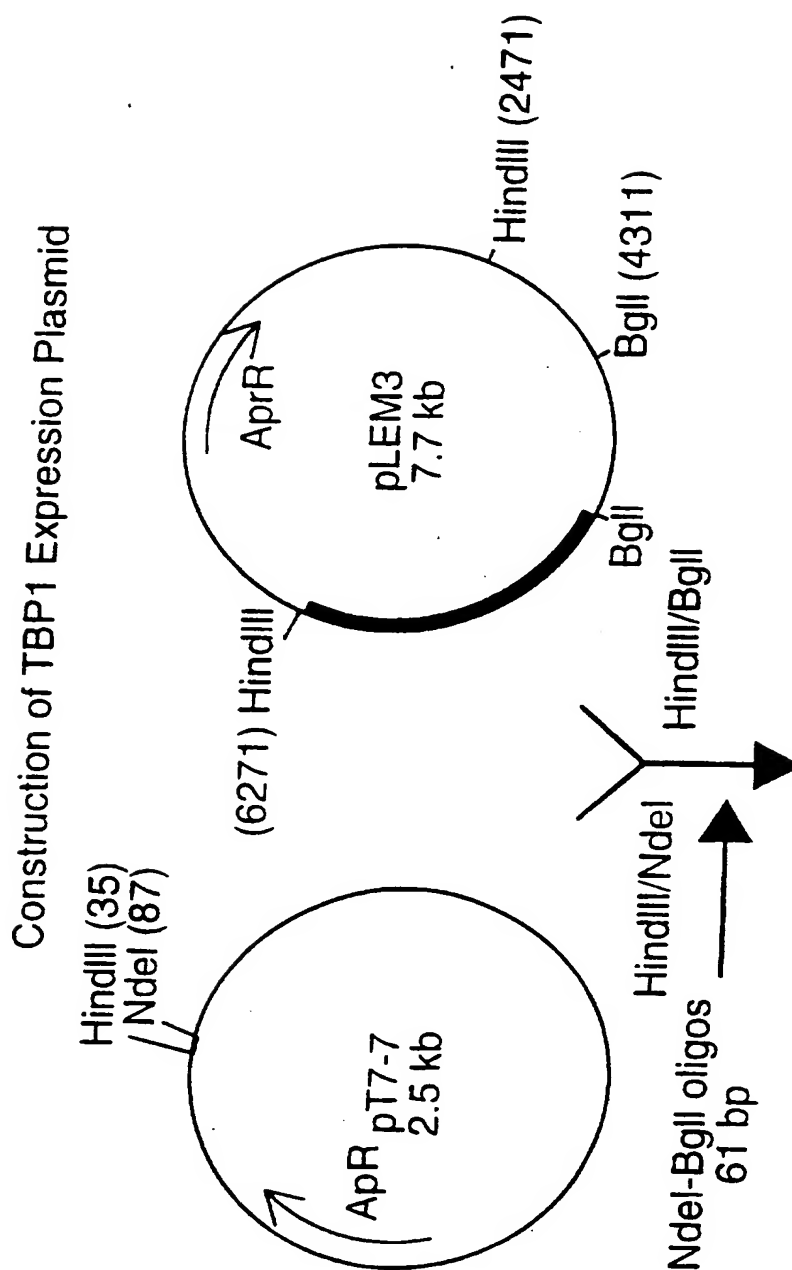 Construction of TBP1 Expression Plasmid
HindIII (35)
NdeI (87)
ApR
pT7-7
2.5 kb
(6271) HindIII
AprR
pLEM3
7.7 kb
HindIII (2471)
BglI (4311)
BglI
HindIII/NdeI
HindIII/BglI
NdeI-BglI oligos
61 bp